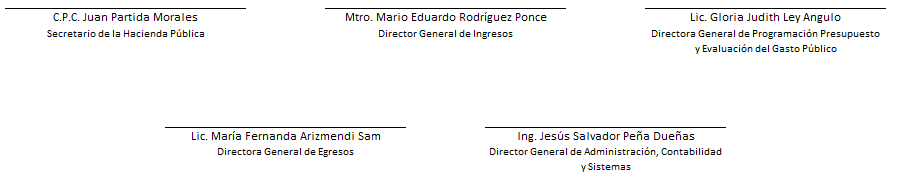 C.P.C. Juan Partida Morales
Secretario de la Hacienda Pública
Mtro. Mario Eduardo Rodríguez Ponce
Director General de Ingresos
Lic. Gloria Judith Ley Angulo
Directora General de Programación Presupuesto
y Evaluación del Gasto Público
Lic. María Fernanda Arizmendi Sam
Directora General de Egresos
Ing. Jesús Salvador Peña Dueñas
Director General de Administración, Contabilidad
y Sistemas